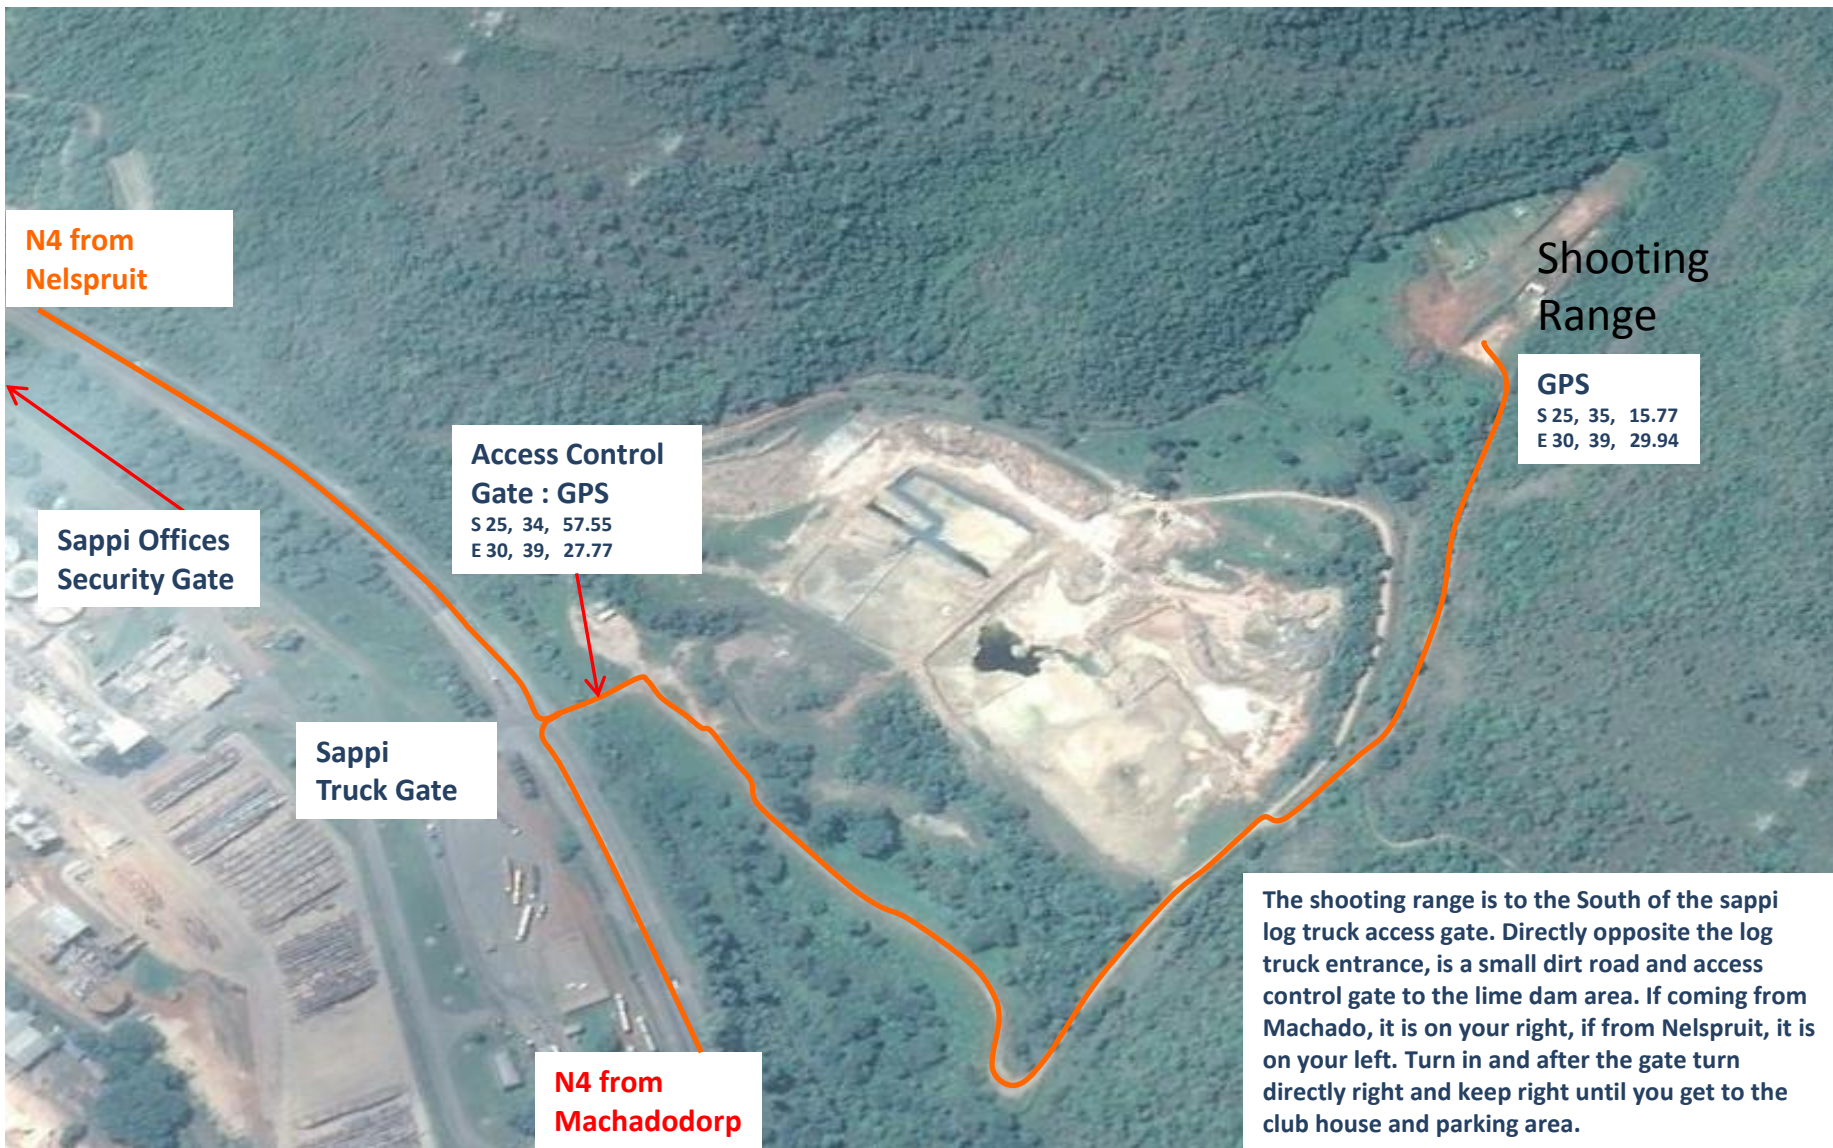 N4 from
Nelspruit
Shooting
Range
GPS
S 25, 35, 15.77
E 30, 39, 29.94
Access Control
Gate : GPS
S 25, 34, 57.55
E 30, 39, 27.77
Sappi Offices
Security Gate
Sappi
Truck Gate
The shooting range is to the South of the sappi
log truck access gate. Directly opposite the log
truck entrance, is a small dirt road and access
control gate to the lime dam area. If coming from
Machado, it is on your right, if from Nelspruit, it is
on your left. Turn in and after the gate turn
directly right and keep right until you get to the
club house and parking area.
N4 from
Machadodorp